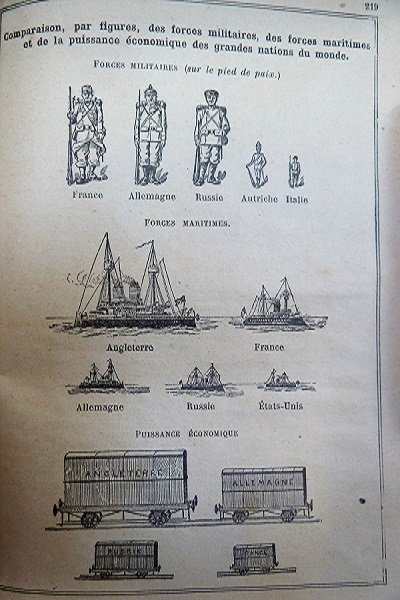 219
Comparaison, par figures, des forces militaires, des forces maritimes
et de la puissance économique des grandes nations du monde.
FORCES MILITAIRES (sur le pied de paix.)
France Allemagne Russie Autriche Italie
FORCES MARITIMES.
Angleterre France
Allemagne Russie États-Unis
PUISSANCE ÉCONOMIQUE
ANGLETERRE ALLEMAGNE
RUSSIE FRANCE